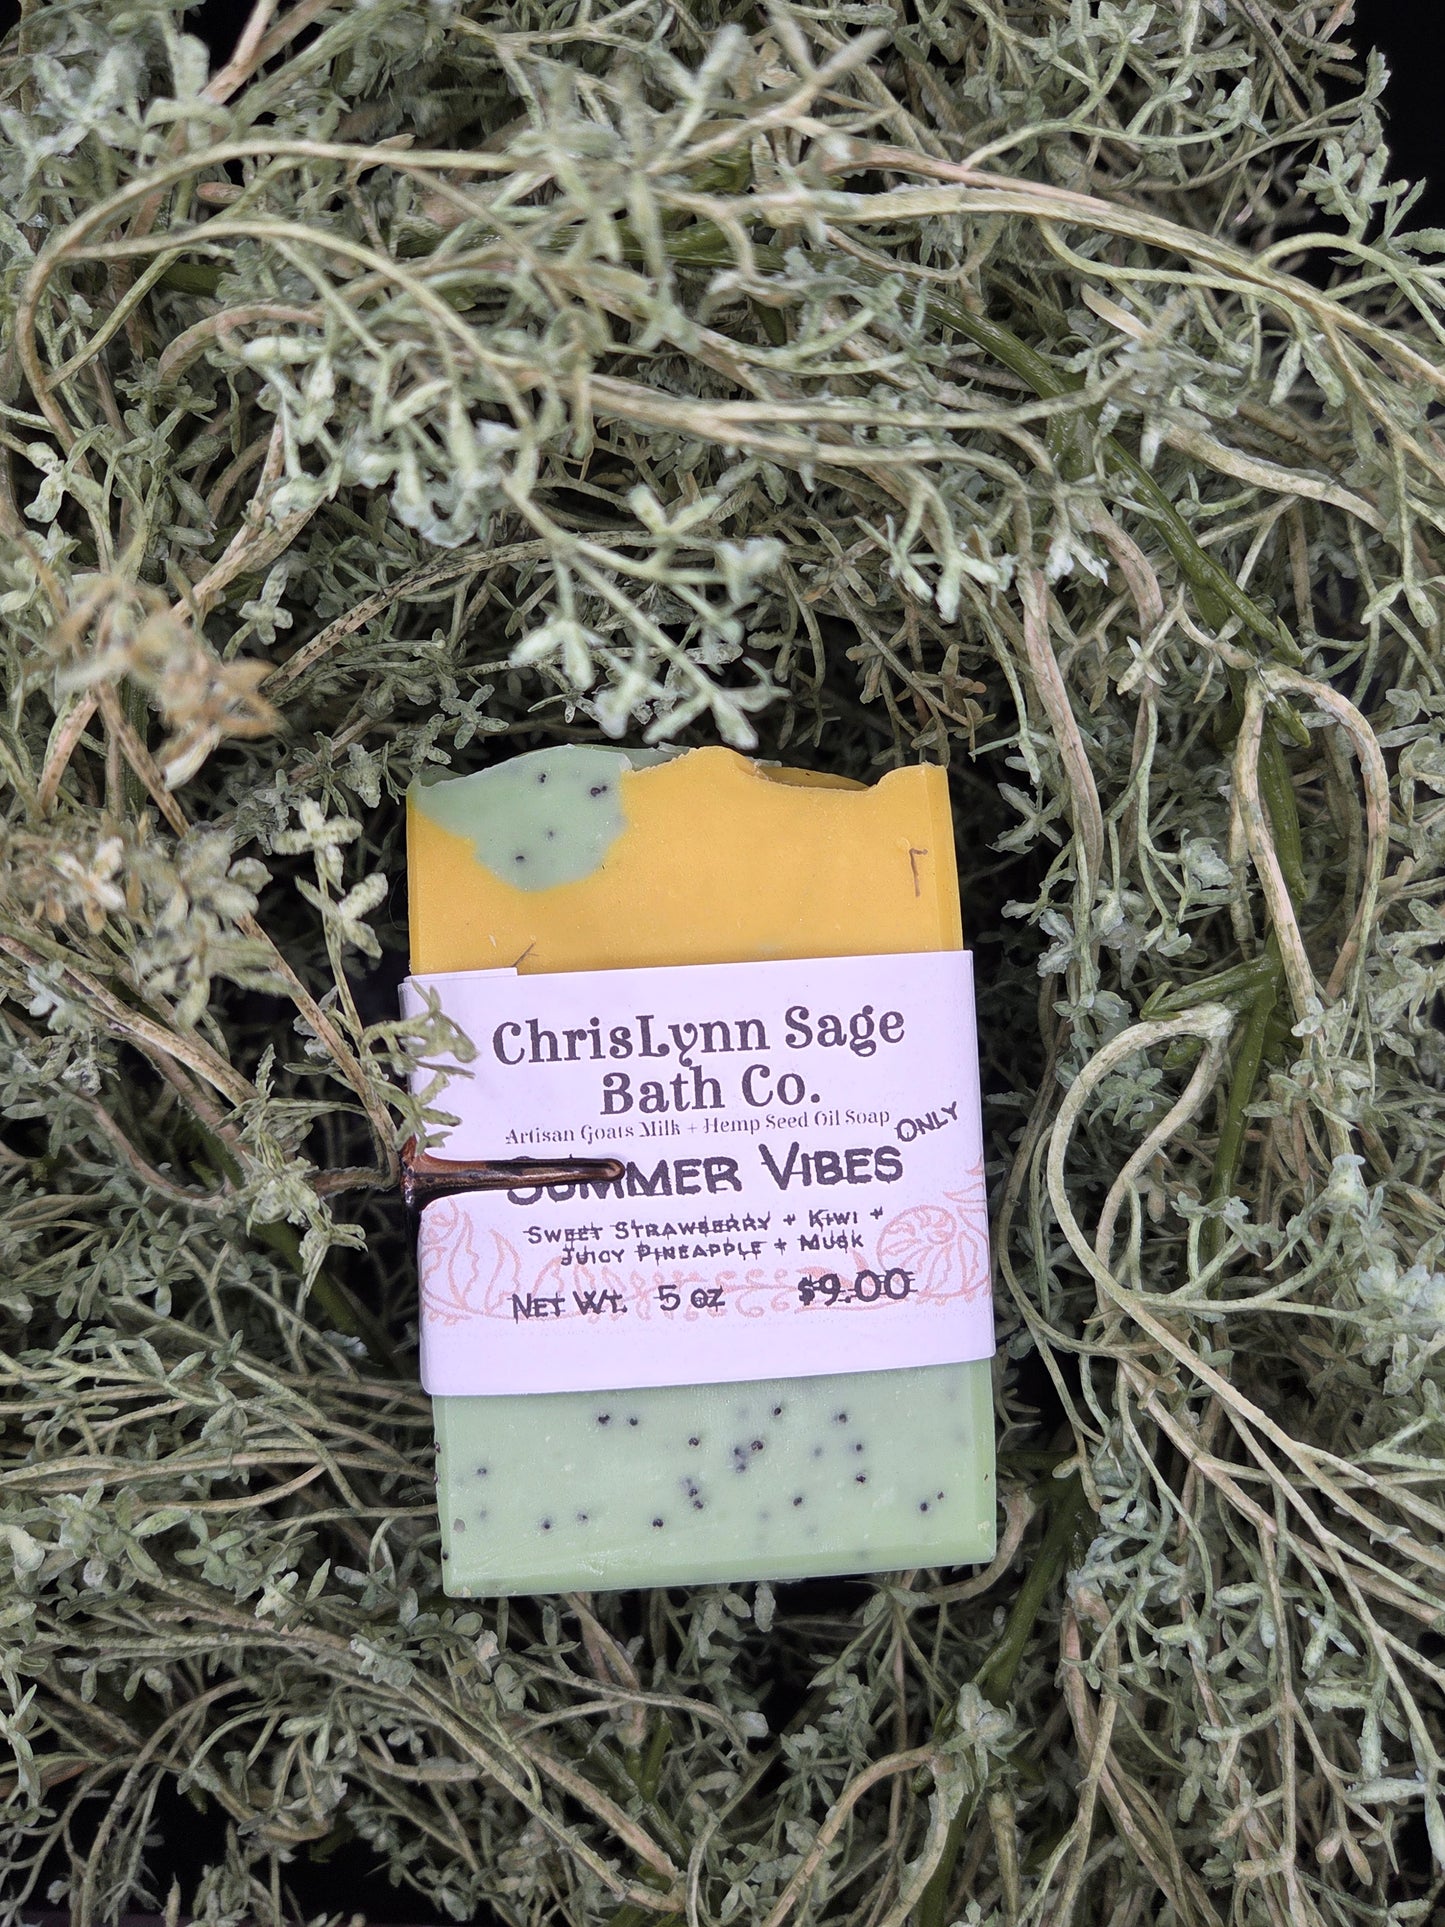 ChrisLynn Sage
Bath Co.
Artisan Goats Milk + Hemp Seed Oil Soap
SUMMER VIBES ONLY
SWEET STRAWBERRY + KIWI +
JUICY PINEAPPLE + MUSK
NET WT. 5 OZ $9.00